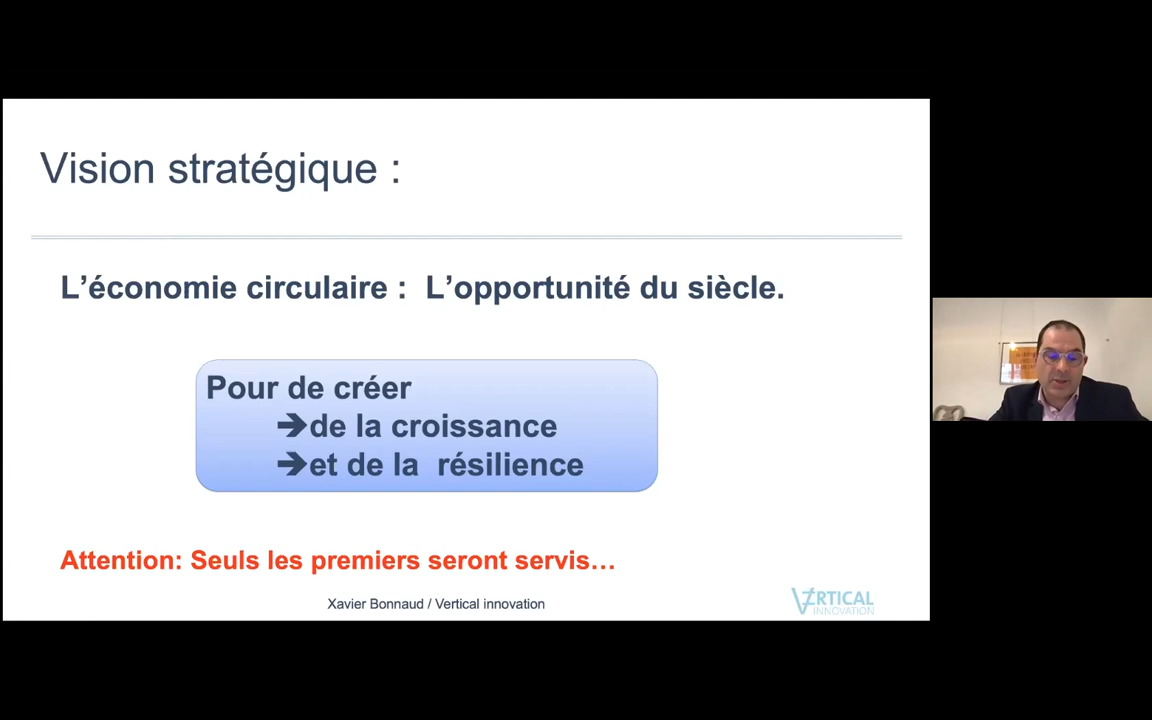 Vision stratégique :
L'économie circulaire :  L'opportunité du siècle.
Pour de créer
➔de la croissance
➔et de la  résilience
Attention: Seuls les premiers seront servis…
Xavier Bonnaud / Vertical innovation
VERTICAL
INNOVATION